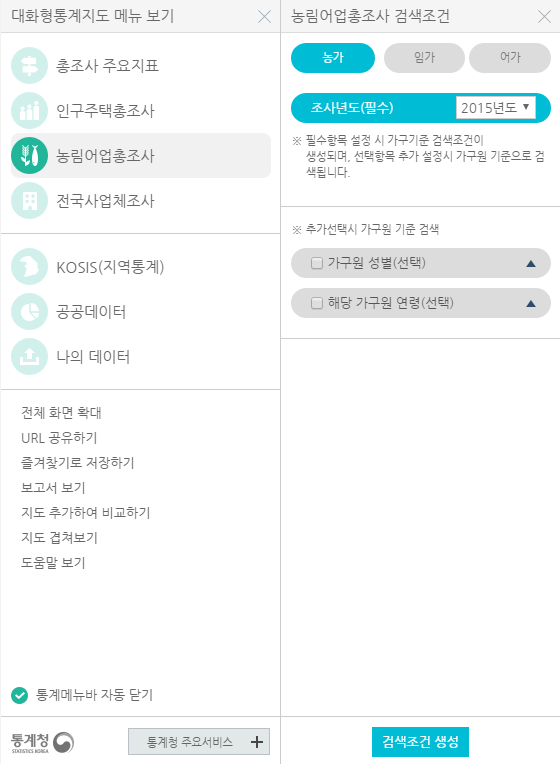 대화형통계지도 메뉴 보기
총조사 주요지표
인구주택총조사
농림어업총조사
전국사업체조사
KOSIS(지역통계)
공공데이터
나의 데이터
전체 화면 확대
URL 공유하기
즐겨찾기로 저장하기
보고서 보기
지도 추가하여 비교하기
지도 겹쳐보기
도움말 보기
통계메뉴바 자동 닫기
통계청
STATISTICS KOREA
통계청 주요서비스
농림어업총조사 검색조건
농가 임가 어가
조사년도(필수) 2015년도
※ 필수항목 설정 시 가구기준 검색조건이
생성되며, 선택항목 추가 설정시 가구원 기준으로 검
색됩니다.
※ 추가선택시 가구원 기준 검색
가구원 성별(선택)
해당 가구원 연령(선택)
검색조건 생성